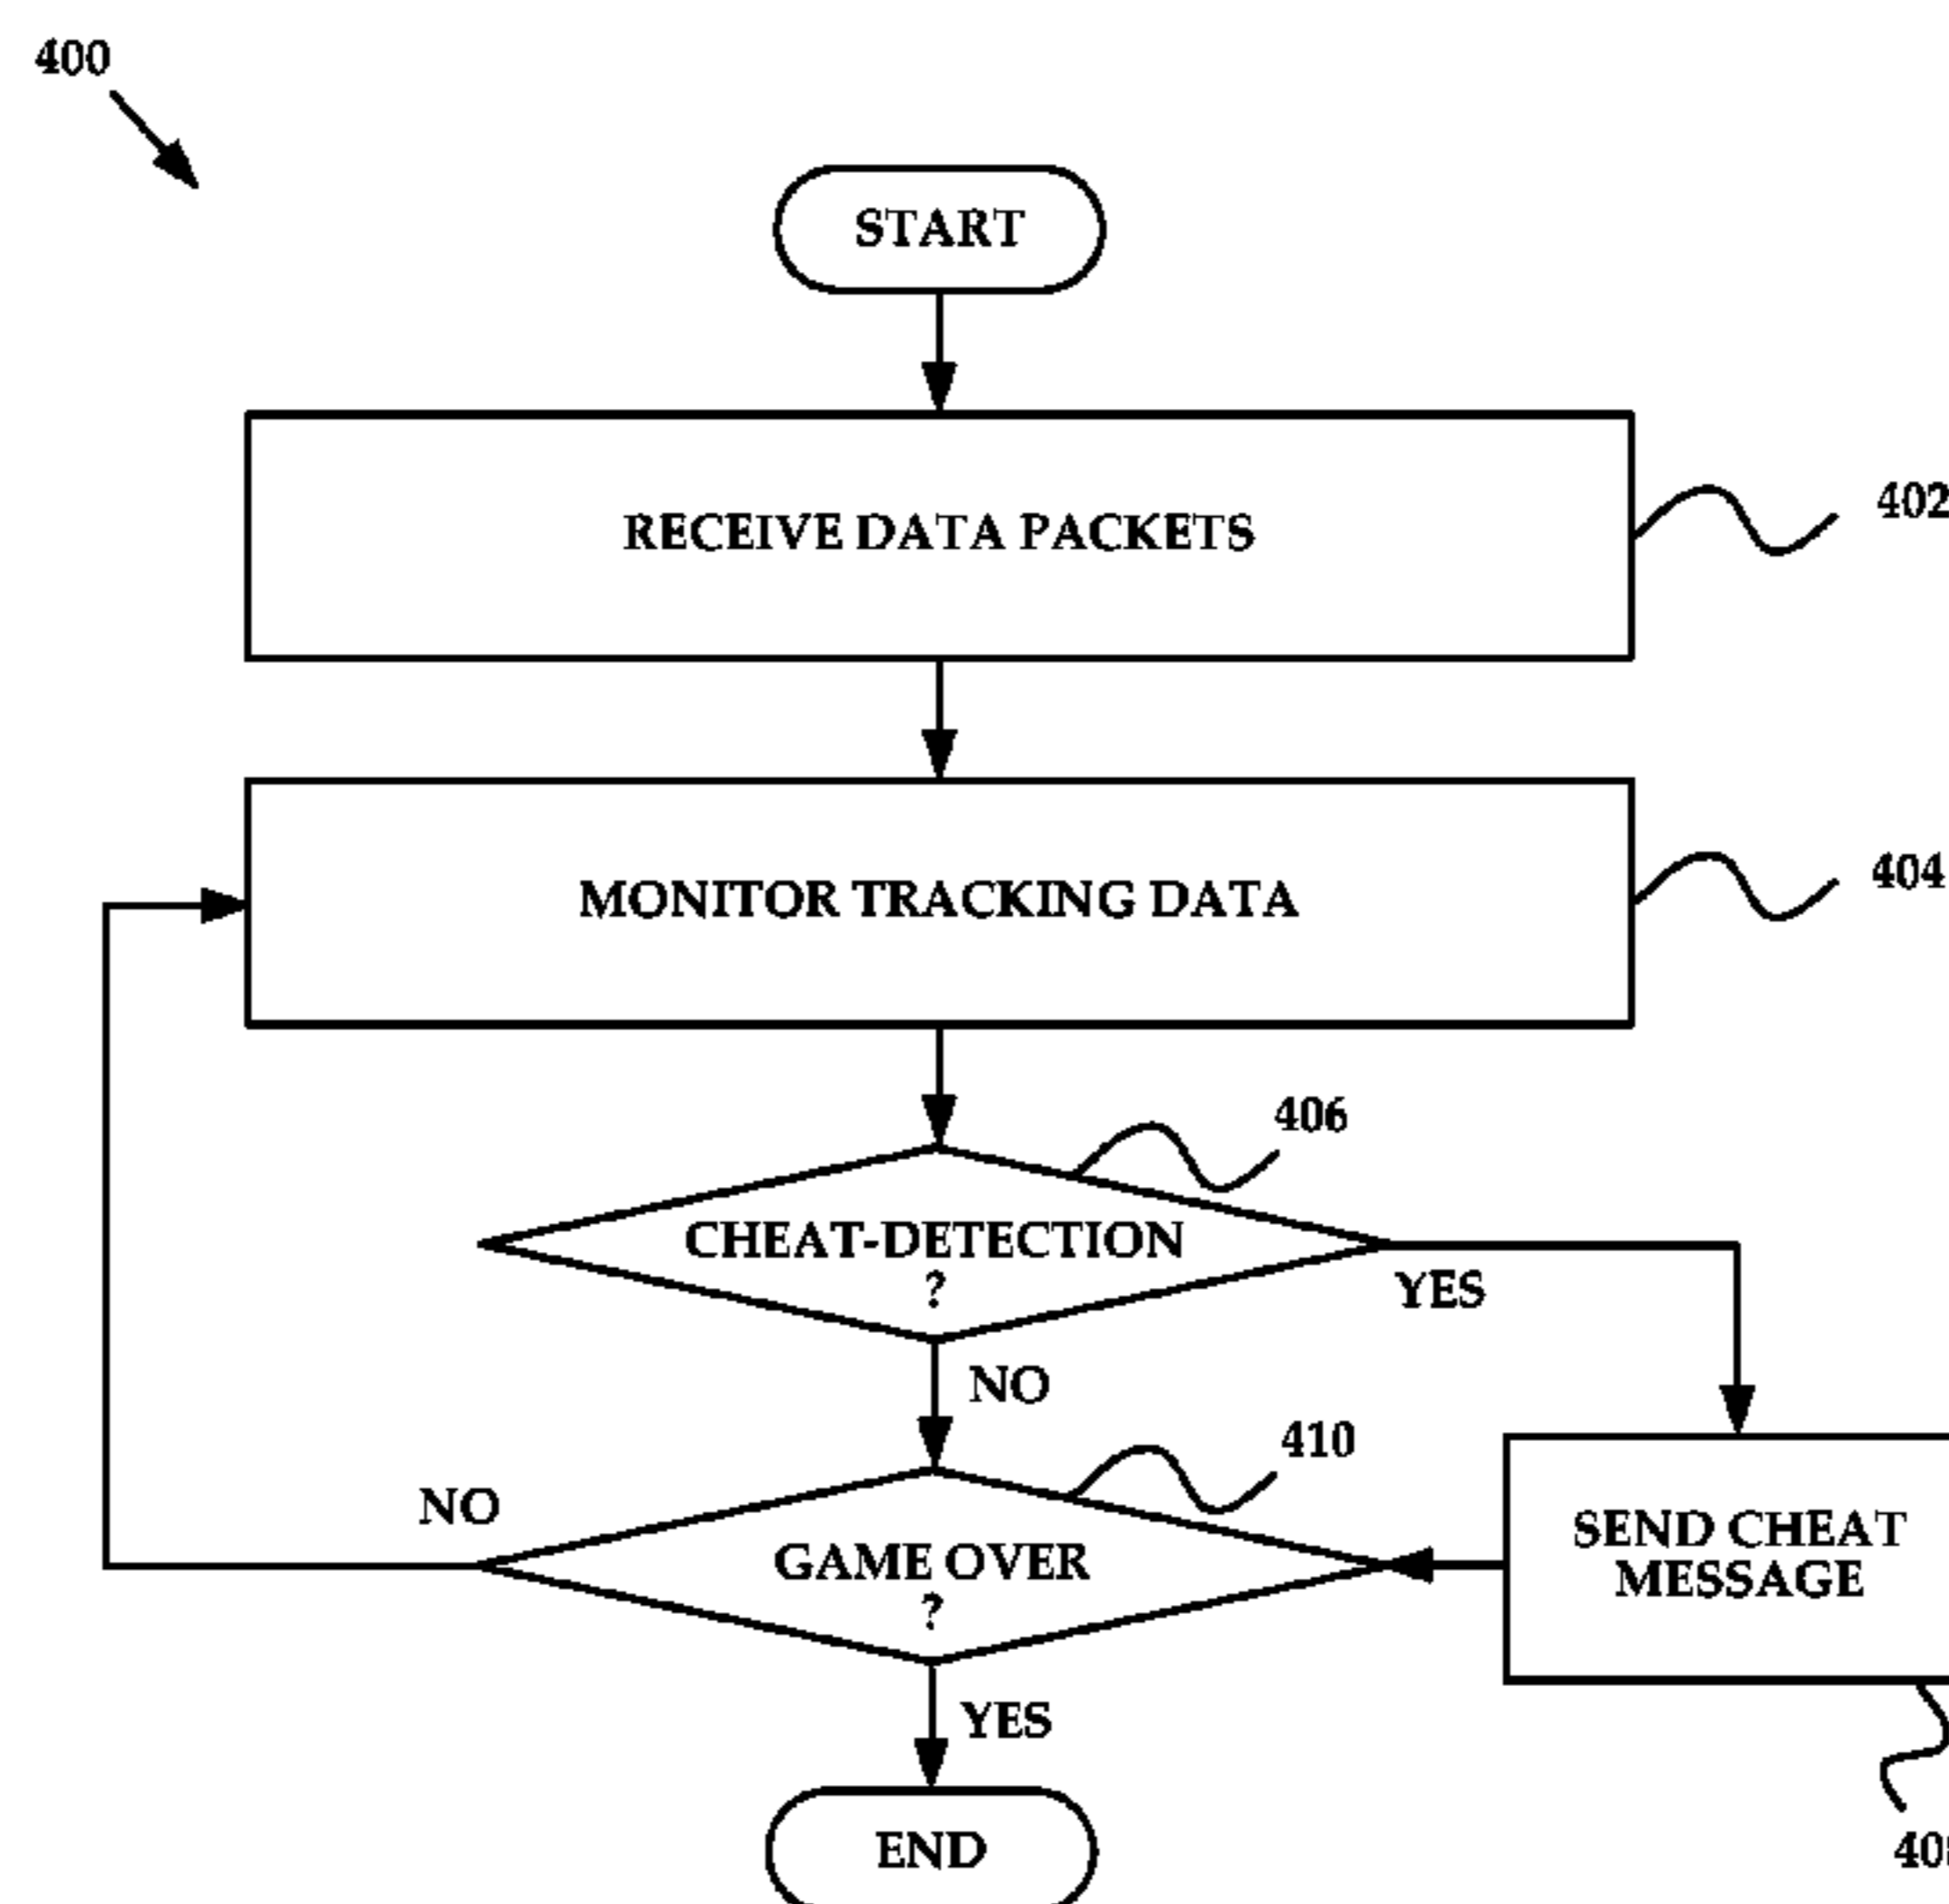 400
START
RECEIVE DATA PACKETS
402
MONITOR TRACKING DATA
404
406
CHEAT-DETECTION
?
YES
NO
410
NO
GAME OVER
?
SEND CHEAT
MESSAGE
YES
END